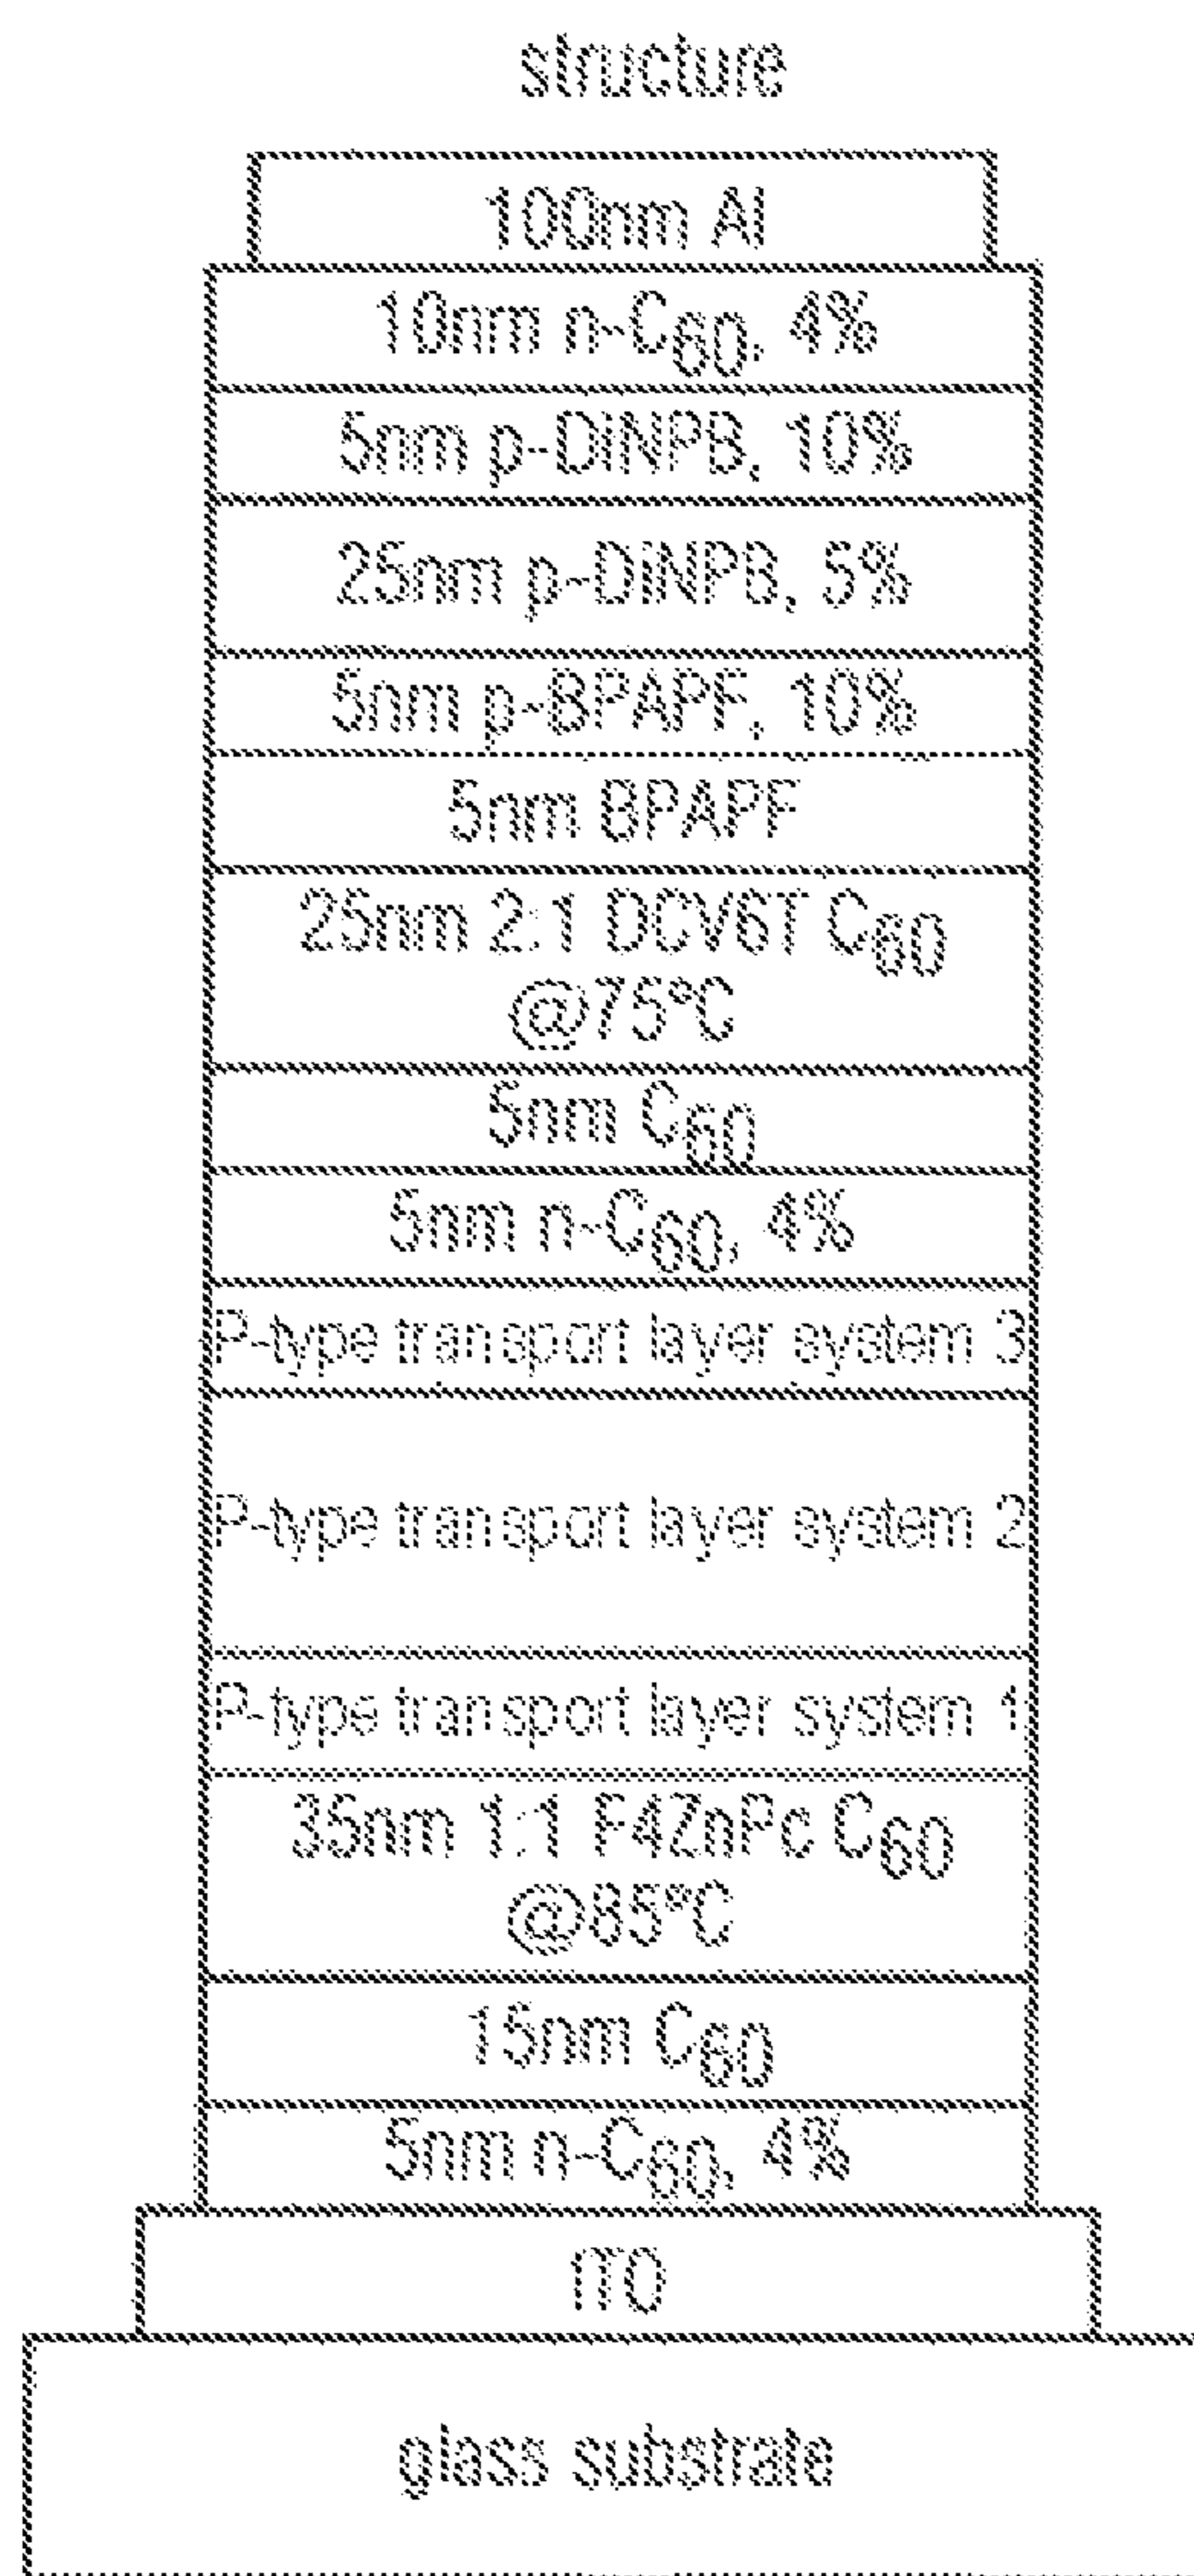 structure
100nm Al
10nm n-C60, 4%
5nm p-DiNPB, 10%
25nm p-DiNPB, 5%
5nm p-BPAPF, 10%
5nm BPAPF
25nm 2:1 DCV6T C60
@75°C
5nm C60
5nm n-C60, 4%
P-type transport layer system 3
P-type transport layer system 2
P-type transport layer system 1
35nm 1:1 F4ZnPc C60
@85°C
15nm C60
5nm n-C60, 4%
ITO
glass substrate